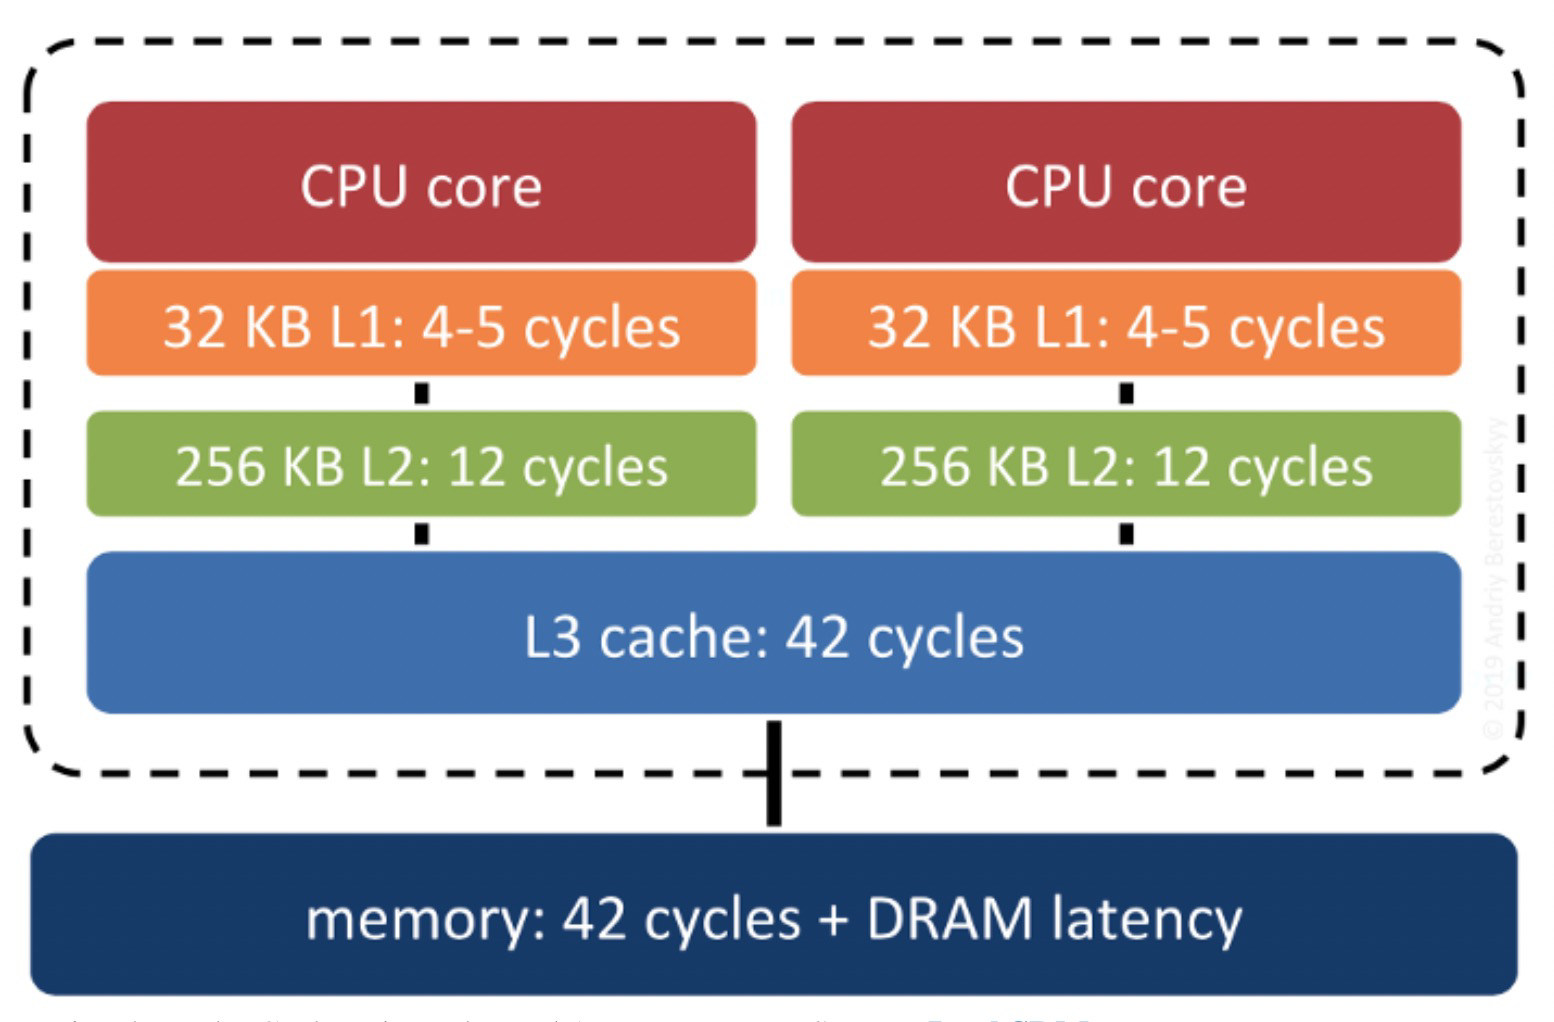 CPU core CPU core
32 KB L1: 4-5 cycles 32 KB L1: 4-5 cycles
256 KB L2: 12 cycles 256 KB L2: 12 cycles
L3 cache: 42 cycles
© 2019 Andriy Berestovskyy
memory: 42 cycles + DRAM latency